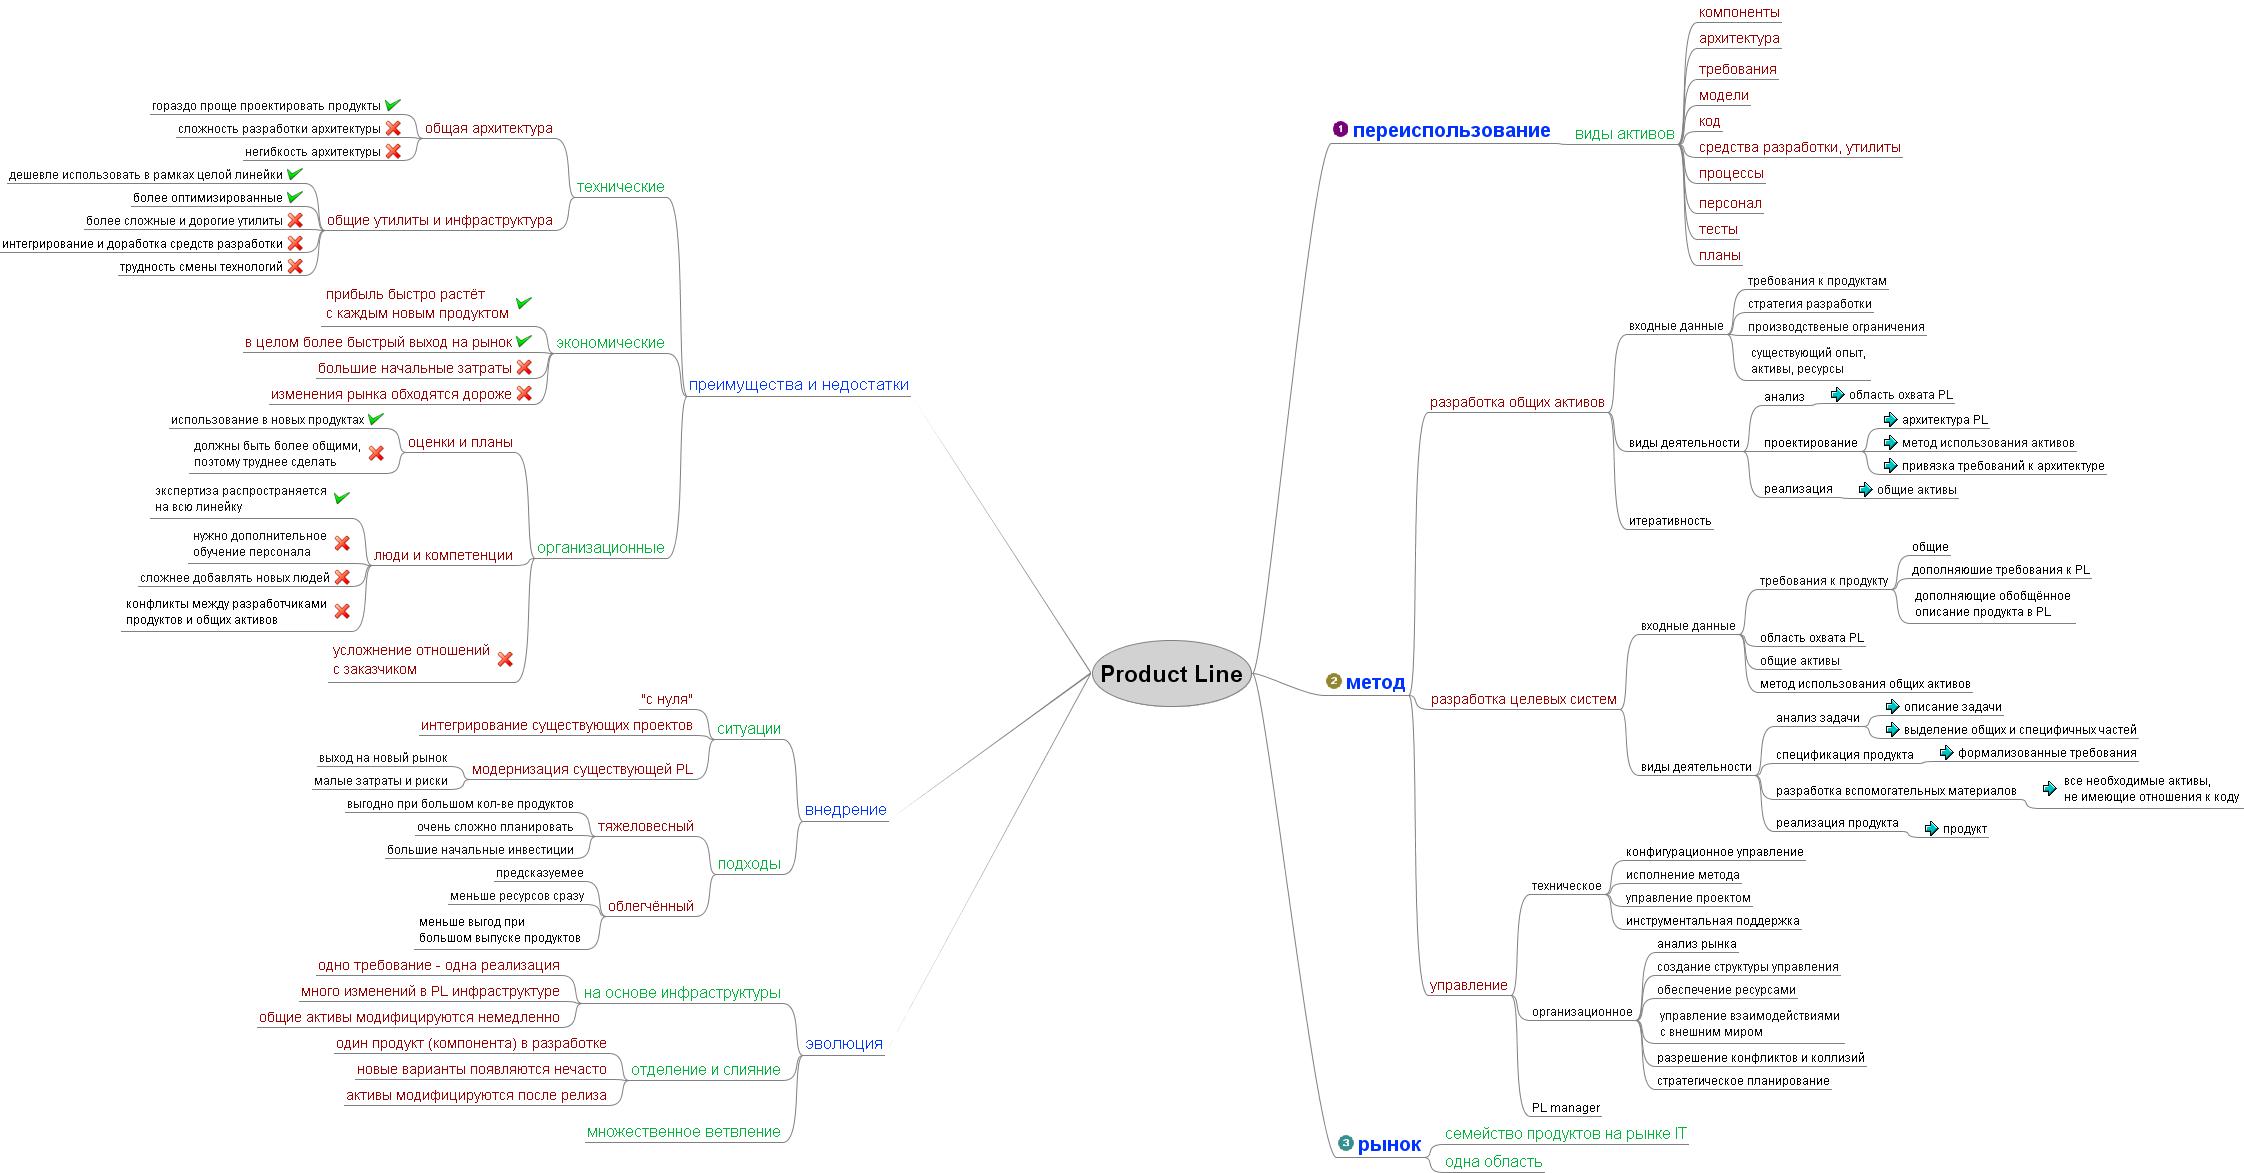 Product Line
1 переиспользование
виды активов
компоненты
архитектура
требования
модели
код
средства разработки, утилиты
процессы
персонал
тесты
планы
2 метод
разработка общих активов
входные данные
требования к продуктам
стратегия разработки
производственые ограничения
существующий опыт,
активы, ресурсы
виды деятельности
анализ
область охвата PL
проектирование
архитектура PL
метод использования активов
привязка требований к архитектуре
реализация
общие активы
итеративность
разработка целевых систем
входные данные
требования к продукту
общие
дополняюшие требования к PL
дополняющие обобщённое
описание продукта в PL
область охвата PL
общие активы
метод использования общих активов
виды деятельности
анализ задачи
описание задачи
выделение общих и специфичных частей
спецификация продукта
формализованные требования
разработка вспомогательных материалов
все необходимые активы,
не имеющие отношения к коду
реализация продукта
продукт
управление
техническое
конфигурационное управление
исполнение метода
управление проектом
инструментальная поддержка
организационное
анализ рынка
создание структуры управления
обеспечение ресурсами
управление взаимодействиями
с внешним миром
разрешение конфликтов и коллизий
стратегическое планирование
PL manager
3 рынок
семейство продуктов на рынке IT
одна область
преимущества и недостатки
технические
общая архитектура
гораздо проще проектировать продукты
сложность разработки архитектуры
негибкость архитектуры
общие утилиты и инфраструктура
дешевле использовать в рамках целой линейки
более оптимизированные
более сложные и дорогие утилиты
интегрирование и доработка средств разработки
трудность смены технологий
экономические
прибыль быстро растёт
с каждым новым продуктом
в целом более быстрый выход на рынок
большие начальные затраты
изменения рынка обходятся дороже
организационные
оценки и планы
использование в новых продуктах
должны быть более общими,
поэтому труднее сделать
люди и компетенции
экспертиза распространяется
на всю линейку
нужно дополнительное
обучение персонала
сложнее добавлять новых людей
конфликты между разработчиками
продуктов и общих активов
усложнение отношений
с заказчиком
внедрение
ситуации
"с нуля"
интегрирование существующих проектов
модернизация существующей PL
выход на новый рынок
малые затраты и риски
подходы
тяжеловесный
выгодно при большом кол-ве продуктов
очень сложно планировать
большие начальные инвестиции
облегчённый
предсказуемее
меньше ресурсов сразу
меньше выгод при
большом выпуске продуктов
эволюция
на основе инфраструктуры
одно требование - одна реализация
много изменений в PL инфраструктуре
общие активы модифицируются немедленно
отделение и слияние
один продукт (компонента) в разработке
новые варианты появляются нечасто
активы модифицируются после релиза
множественное ветвление